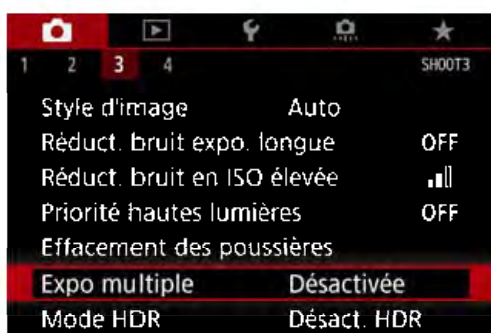 1 2 3 4 SHOOT3
Style d'image Auto
Réduct. bruit expo. longue OFF
Réduct. bruit en ISO élevée
Priorité hautes lumières OFF
Effacement des poussières
Expo multiple Désactivée
Mode HDR Désact. HDR